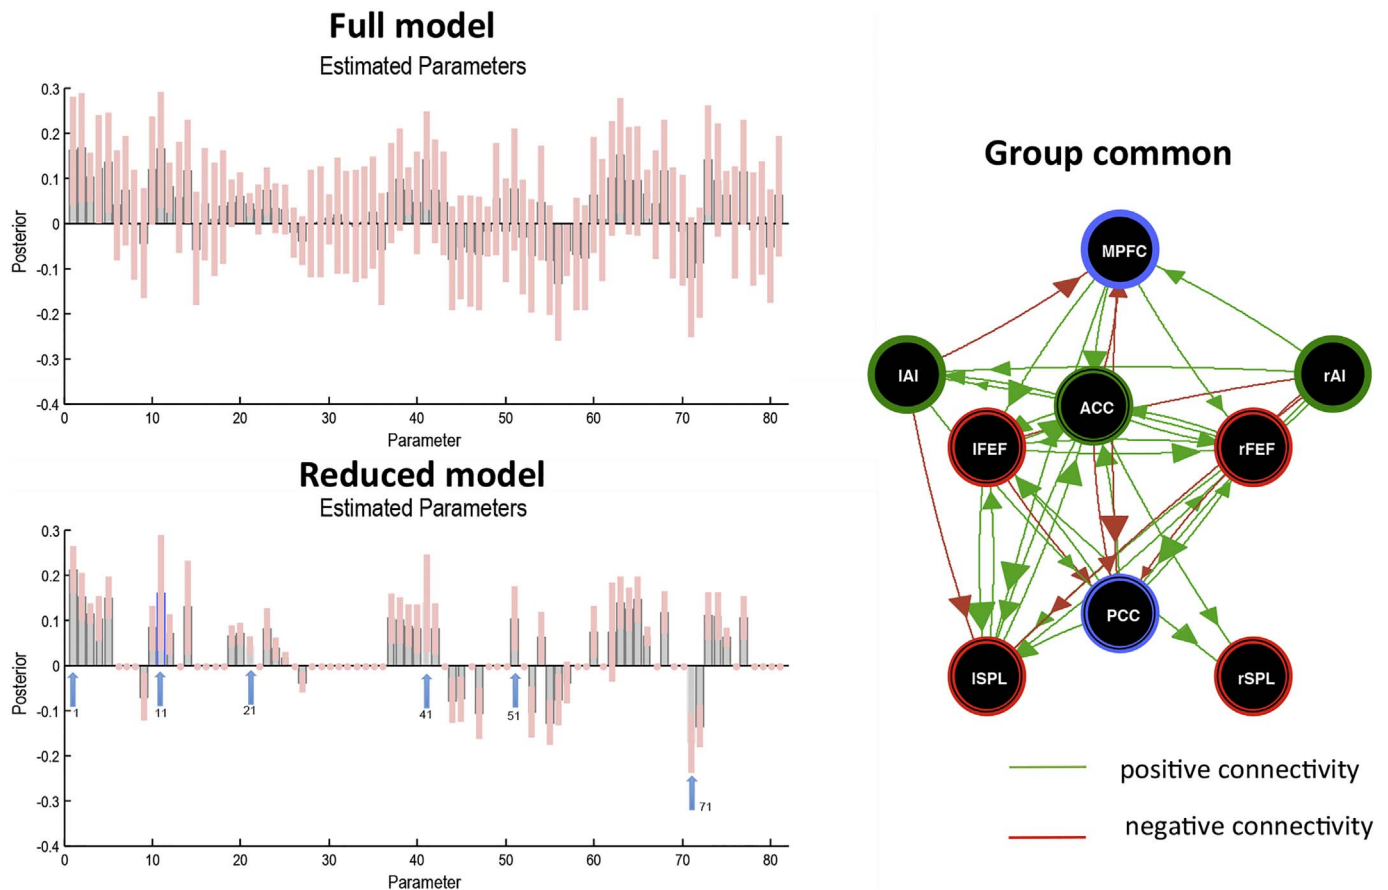 Full model
Estimated Parameters
0.3
0.2
0.1
0
-0.1
-0.2
-0.3
-0.4
Posterior
0 10 20 30 40 50 60 70 80
Parameter
Reduced model
Estimated Parameters
0.3
0.2
0.1
0
-0.1
-0.2
-0.3
-0.4
Posterior
1 11 21 41 51
71
0 10 20 30 40 50 60 70 80
Parameter
Group common
MPFC
lAI
rAI
ACC
lFEF
rFEF
PCC
lSPL
rSPL
positive connectivity
negative connectivity